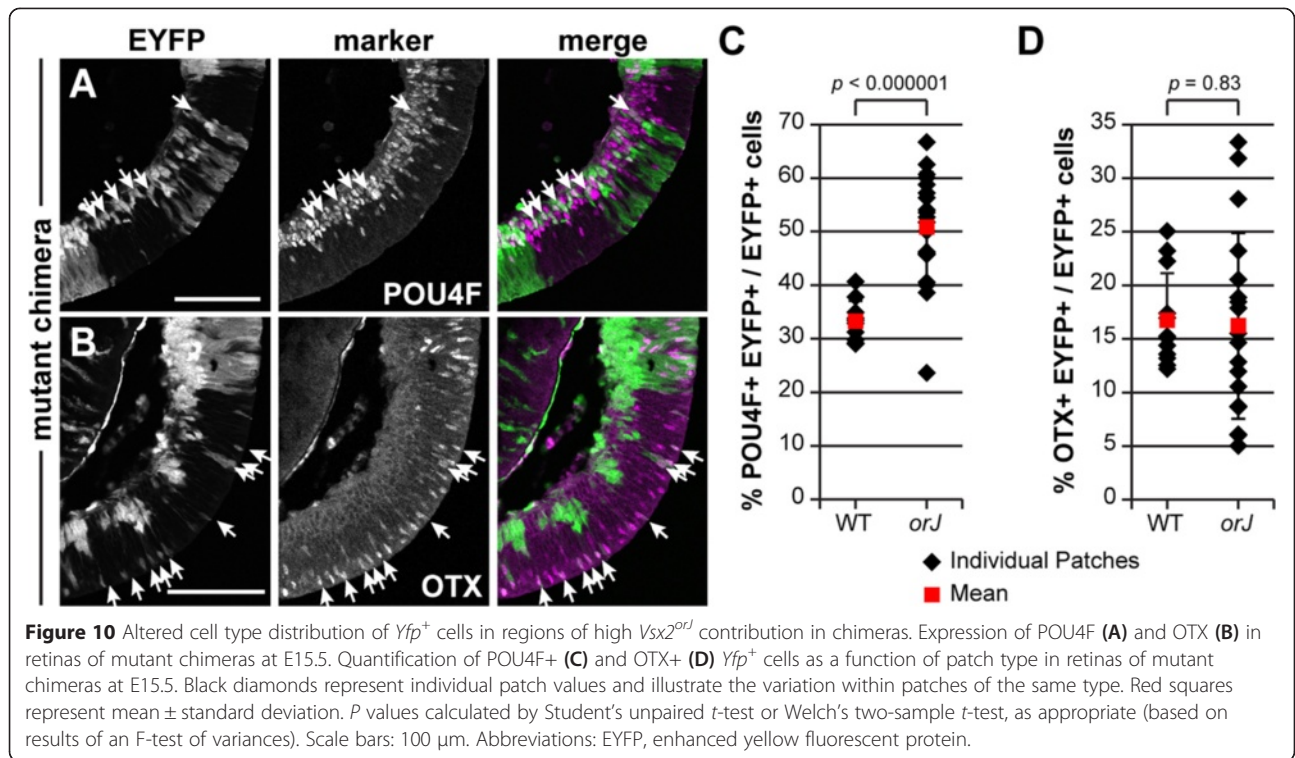 EYFP marker merge
mutant chimera
A
POU4F
B
OTX
C
p < 0.000001
% POU4F+ EYFP+ / EYFP+ cells
70
60
50
40
30
20
10
0
WT orJ
D
p = 0.83
% OTX+ EYFP+ / EYFP+ cells
35
30
25
20
15
10
5
0
WT orJ
Individual Patches
Mean
Figure 10 Altered cell type distribution of Yfp⁺ cells in regions of high Vsx2ᵒʳᴶ contribution in chimeras. Expression of POU4F (A) and OTX (B) in
retinas of mutant chimeras at E15.5. Quantification of POU4F+ (C) and OTX+ (D) Yfp⁺ cells as a function of patch type in retinas of mutant
chimeras at E15.5. Black diamonds represent individual patch values and illustrate the variation within patches of the same type. Red squares
represent mean ± standard deviation. P values calculated by Student's unpaired t-test or Welch's two-sample t-test, as appropriate (based on
results of an F-test of variances). Scale bars: 100 μm. Abbreviations: EYFP, enhanced yellow fluorescent protein.